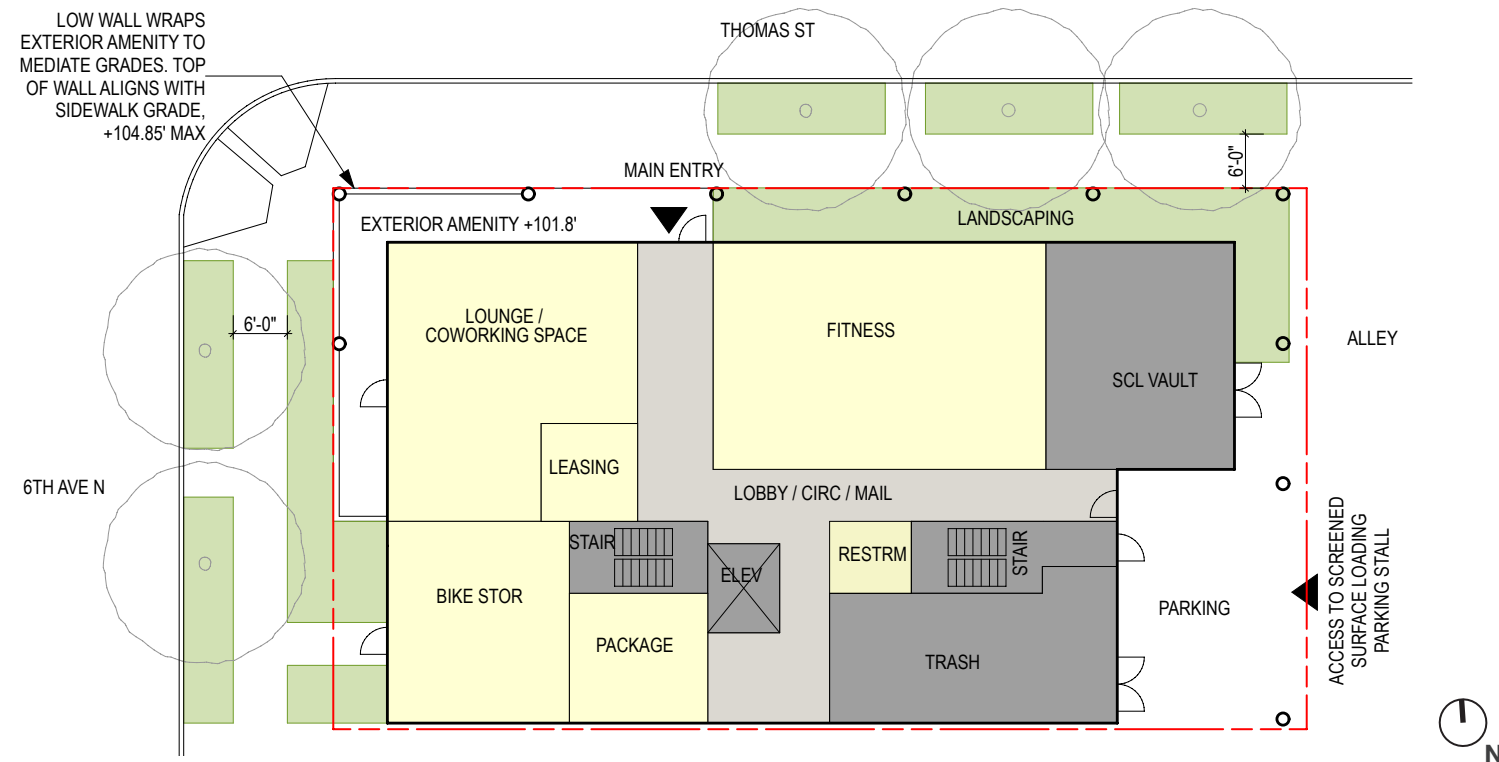 LOW WALL WRAPS
EXTERIOR AMENITY TO
MEDIATE GRADES. TOP
OF WALL ALIGNS WITH
SIDEWALK GRADE,
+104.85' MAX
THOMAS ST
MAIN ENTRY
6'-0"
EXTERIOR AMENITY +101.8'
LANDSCAPING
LOUNGE /
COWORKING SPACE
FITNESS
6'-0"
ALLEY
SCL VAULT
LEASING
6TH AVE N
LOBBY / CIRC / MAIL
STAIR
RESTRM
STAIR
ELEV
BIKE STOR
PARKING
ACCESS TO SCREENED
SURFACE LOADING
PARKING STALL
PACKAGE
TRASH
N